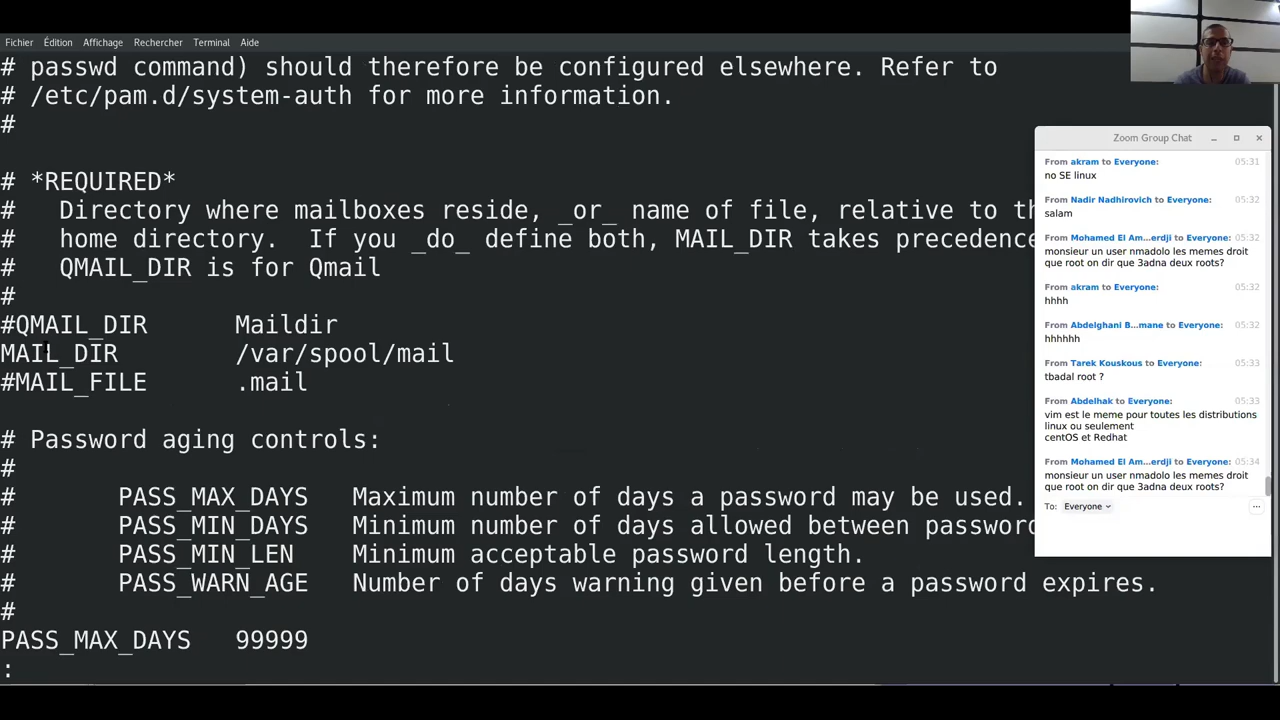 Fichier Édition Affichage Rechercher Terminal Aide
# passwd command) should therefore be configured elsewhere. Refer to
# /etc/pam.d/system-auth for more information.
#
# *REQUIRED*
# Directory where mailboxes reside, _or_ name of file, relative to
# home directory. If you _do_ define both, MAIL_DIR takes precedence
# QMAIL_DIR is for Qmail
#
#QMAIL_DIR Maildir
MAIL_DIR /var/spool/mail
#MAIL_FILE .mail
# Password aging controls:
#
# PASS_MAX_DAYS Maximum number of days a password may be used.
# PASS_MIN_DAYS Minimum number of days allowed between
# PASS_MIN_LEN Minimum acceptable password length.
# PASS_WARN_AGE Number of days warning given before a password expires.
#
PASS_MAX_DAYS 99999
:
Zoom Group Chat
From akram to Everyone: 05:31
no SE linux
From Nadir Nadhirovich to Everyone: 05:32
salam
From Mohamed El Am...erdji to Everyone: 05:32
monsieur un user nmadolo les memes droit
que root on dir que 3adna deux roots?
From akram to Everyone: 05:32
hhhh
From Abdelghani B...mane to Everyone: 05:32
hhhhhh
From Tarek Kouskous to Everyone: 05:33
tbadal root ?
From Abdelhak to Everyone: 05:33
vim est le meme pour toutes les distributions
linux ou seulement
centOS et Redhat
From Mohamed El Am...erdji to Everyone: 05:34
monsieur un user nmadolo les memes droit
que root on dir que 3adna deux roots?
To: Everyone